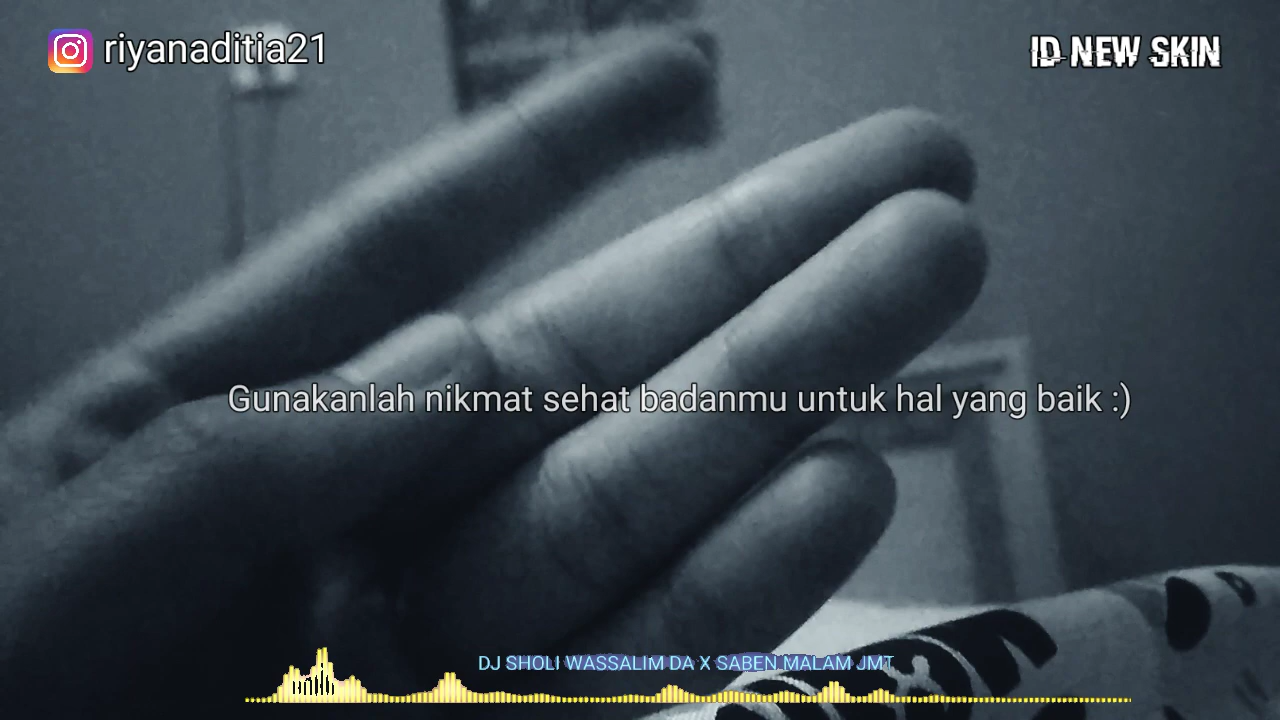 riyanaditia21
ID NEW SKIN
Gunakanlah nikmat sehat badanmu untuk hal yang baik :)
DJ SHOLI WASSALIM DA X SABEN MALAM JMT